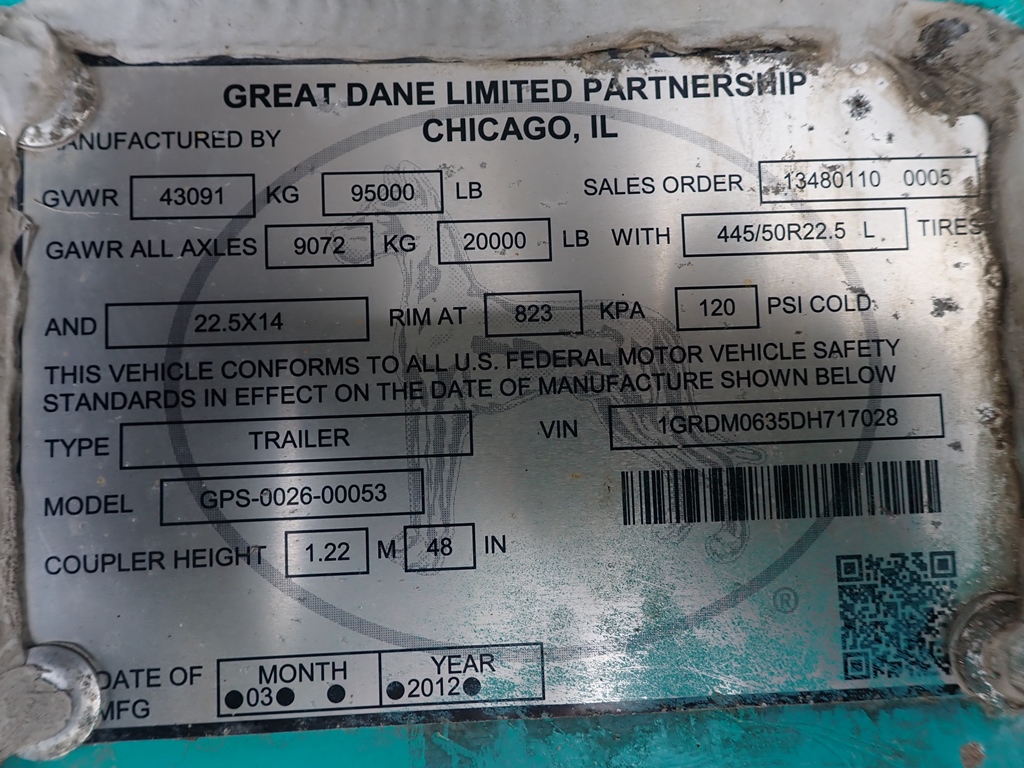 GREAT DANE LIMITED PARTNERSHIP
MANUFACTURED BY CHICAGO, IL
GVWR 43091 KG 95000 LB SALES ORDER 13480110 0005
GAWR ALL AXLES 9072 KG 20000 LB WITH 445/50R22.5 L TIRES
AND 22.5X14 RIM AT 823 KPA 120 PSI COLD
THIS VEHICLE CONFORMS TO ALL U.S. FEDERAL MOTOR VEHICLE SAFETY
STANDARDS IN EFFECT ON THE DATE OF MANUFACTURE SHOWN BELOW
TYPE TRAILER VIN 1GRDM0635DH717028
MODEL GPS-0026-00053
COUPLER HEIGHT 1.22 M 48 IN
®
DATE OF MONTH YEAR
MFG 03 2012